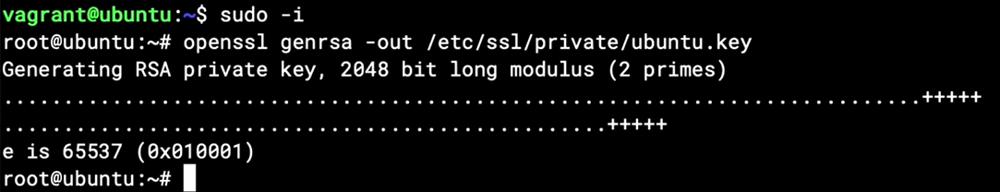 vagrant@ubuntu:~$ sudo -i
root@ubuntu:~# openssl genrsa -out /etc/ssl/private/ubuntu.key
Generating RSA private key, 2048 bit long modulus (2 primes)
............................................................................+++++
..................................................+++++
e is 65537 (0x010001)
root@ubuntu:~#